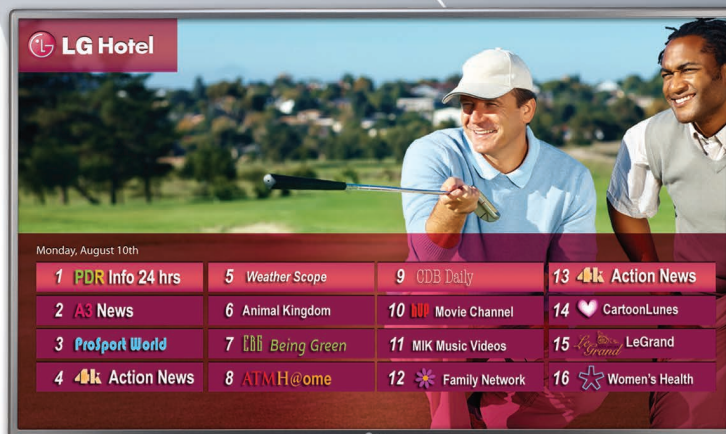 LG Hotel
Monday, August 10th
1 PDR Info 24 hrs
2 A3 News
3 ProSport World
4 4k Action News
5 Weather Scope
6 Animal Kingdom
7 EBG Being Green
8 ATMH@ome
9 CDB Daily
10 Movie Channel
11 MIK Music Videos
12 Family Network
13 4k Action News
14 CartoonLunes
15 LeGrand LeGrand
16 Women's Health